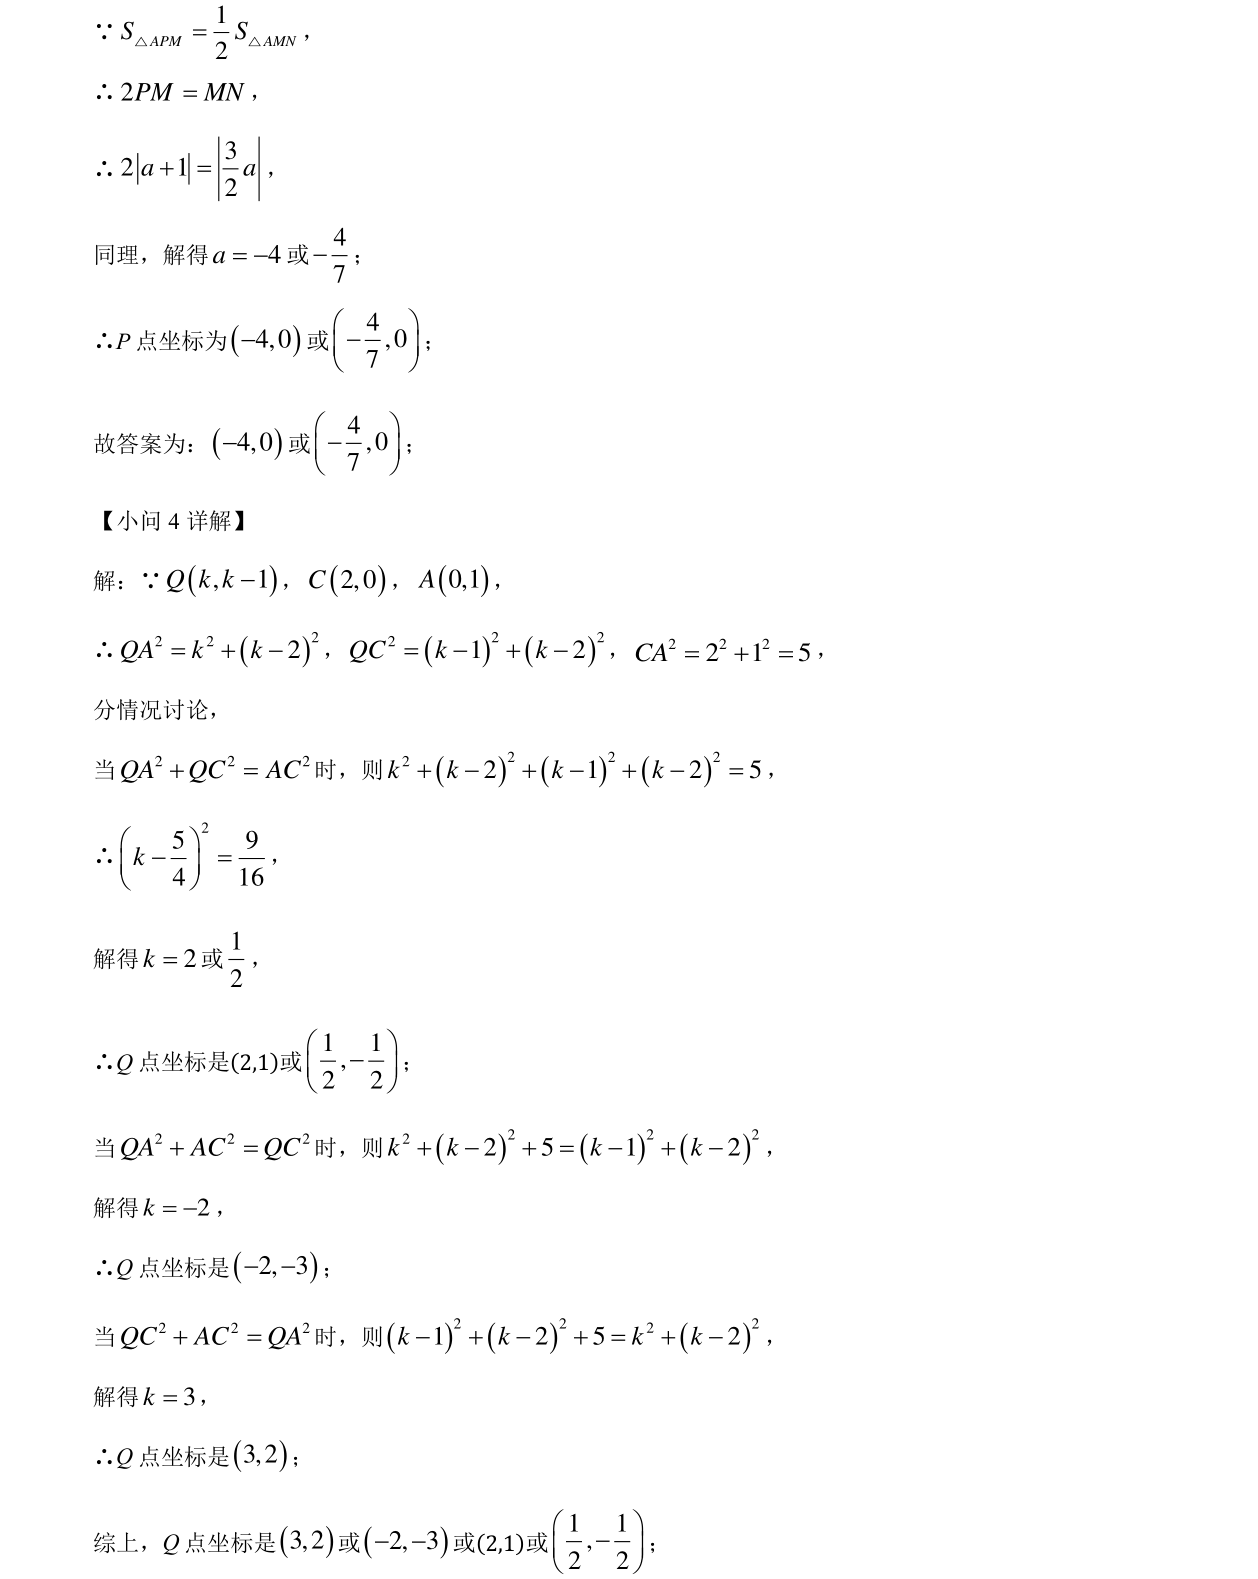 ∵ S△APM = 1/2 S△AMN，
∴ 2PM = MN，
∴ 2|a+1| = |3/2 a|，
同理，解得 a = −4 或 − 4/7；
∴P 点坐标为 (−4,0) 或 (− 4/7 ,0)；
故答案为：(−4,0) 或 (− 4/7 ,0)；
【小问 4 详解】
解：∵ Q(k,k−1)，C(2,0)，A(0,1)，
∴ QA² = k² + (k−2)²，QC² = (k−1)² + (k−2)²，CA² = 2² + 1² = 5，
分情况讨论，
当 QA² + QC² = AC² 时，则 k² + (k−2)² + (k−1)² + (k−2)² = 5，
∴ (k − 5/4)² = 9/16，
解得 k = 2 或 1/2，
∴Q 点坐标是(2,1)或 (1/2,− 1/2)；
当 QA² + AC² = QC² 时，则 k² + (k−2)² + 5 = (k−1)² + (k−2)²，
解得 k = −2，
∴Q 点坐标是 (−2,−3)；
当 QC² + AC² = QA² 时，则 (k−1)² + (k−2)² + 5 = k² + (k−2)²，
解得 k = 3，
∴Q 点坐标是 (3,2)；
综上，Q 点坐标是 (3,2) 或 (−2,−3) 或(2,1)或 (1/2,− 1/2)；